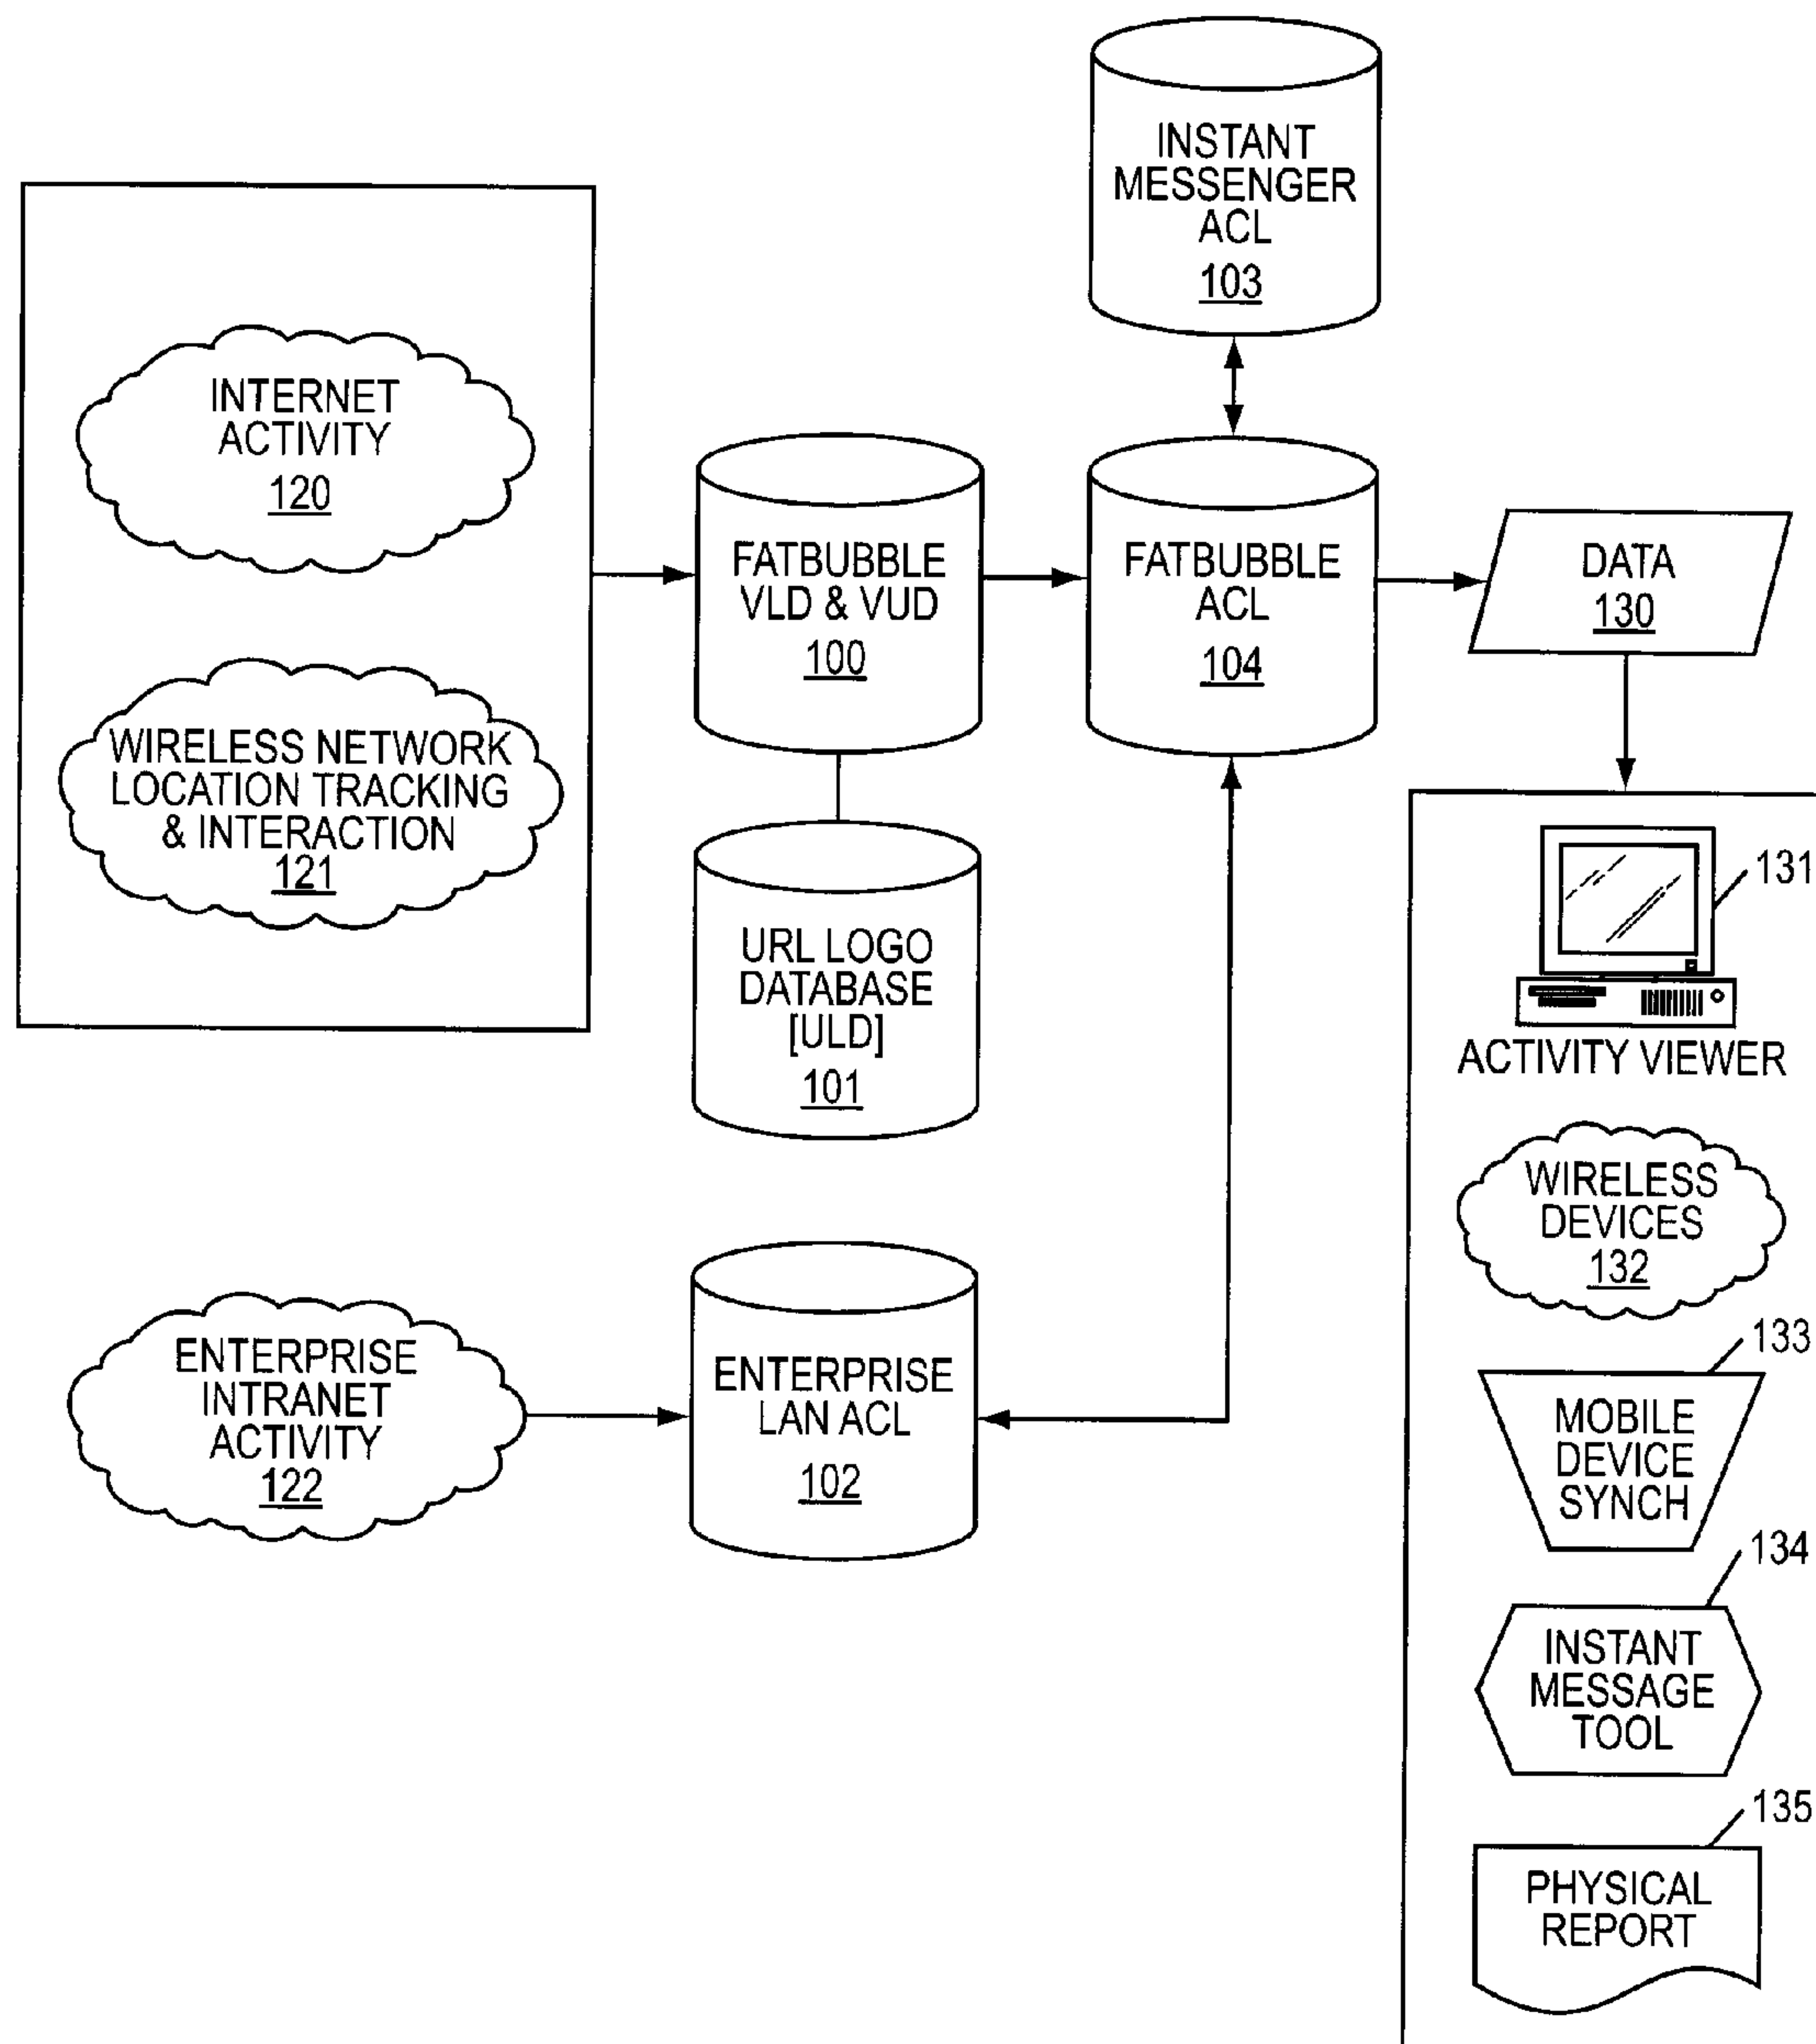 INSTANT
MESSENGER
ACL
103
INTERNET
ACTIVITY
120
WIRELESS NETWORK
LOCATION TRACKING
& INTERACTION
121
FATBUBBLE
VLD & VUD
100
FATBUBBLE
ACL
104
DATA
130
URL LOGO
DATABASE
[ULD]
101
131
ACTIVITY VIEWER
WIRELESS
DEVICES
132
ENTERPRISE
INTRANET
ACTIVITY
122
ENTERPRISE
LAN ACL
102
133
MOBILE
DEVICE
SYNCH
134
INSTANT
MESSAGE
TOOL
135
PHYSICAL
REPORT